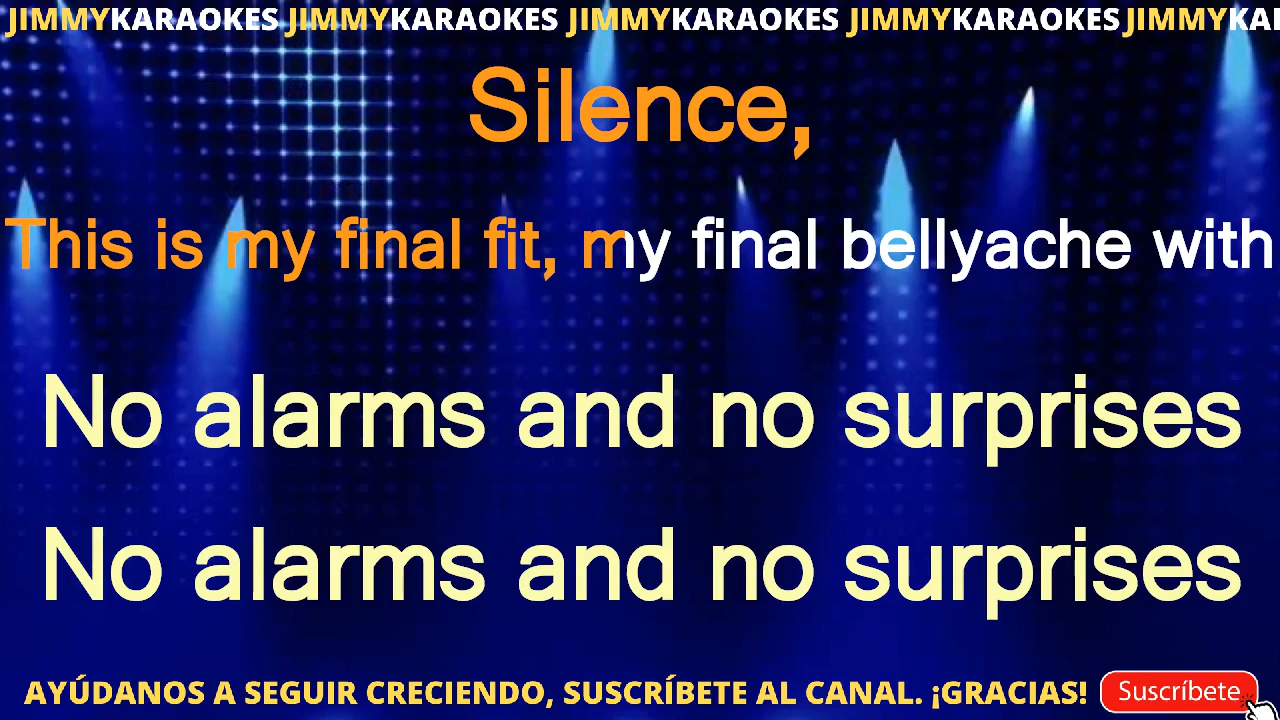 JIMMYKARAOKES JIMMYKARAOKES JIMMYKARAOKES JIMMYKARAOKES JIMMYKA
Silence,
This is my final fit, my final bellyache with
No alarms and no surprises
No alarms and no surprises
AYÚDANOS A SEGUIR CRECIENDO, SUSCRÍBETE AL CANAL. ¡GRACIAS! Suscríbete